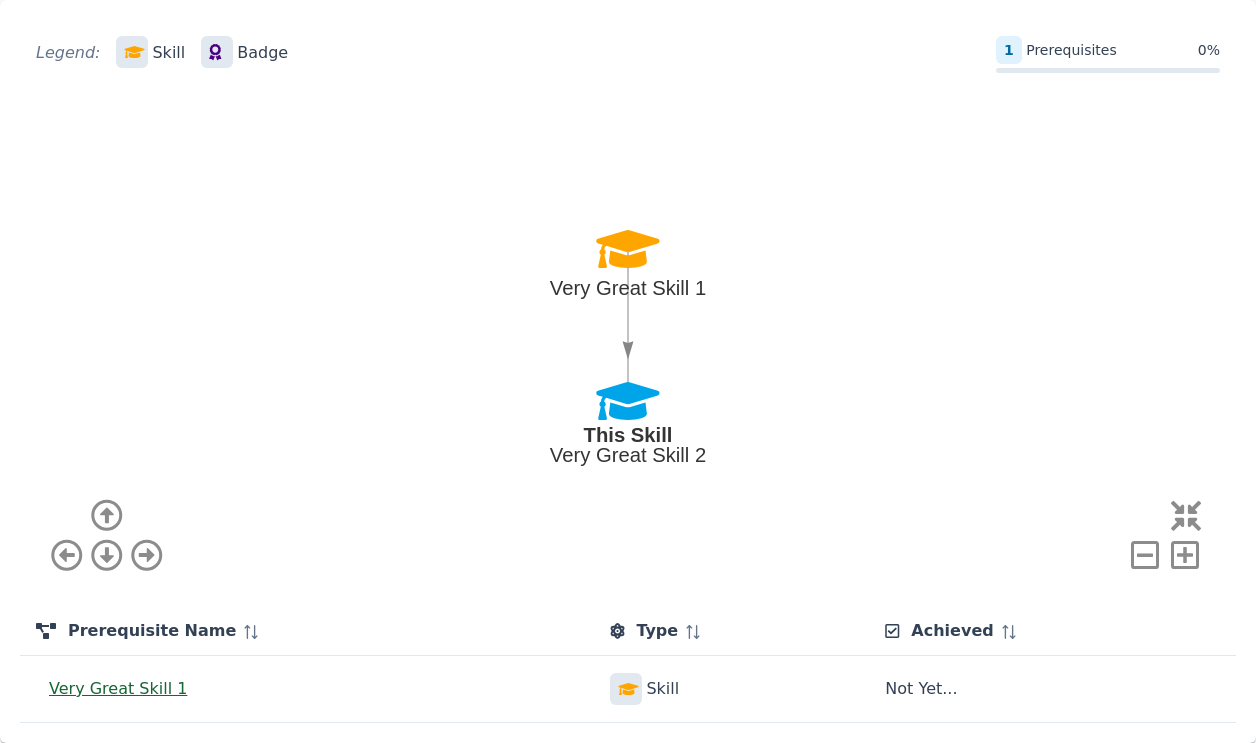 Legend: Skill Badge
1 Prerequisites 0%
Very Great Skill 1
This Skill
Very Great Skill 2
Prerequisite Name Type Achieved
Very Great Skill 1 Skill Not Yet...